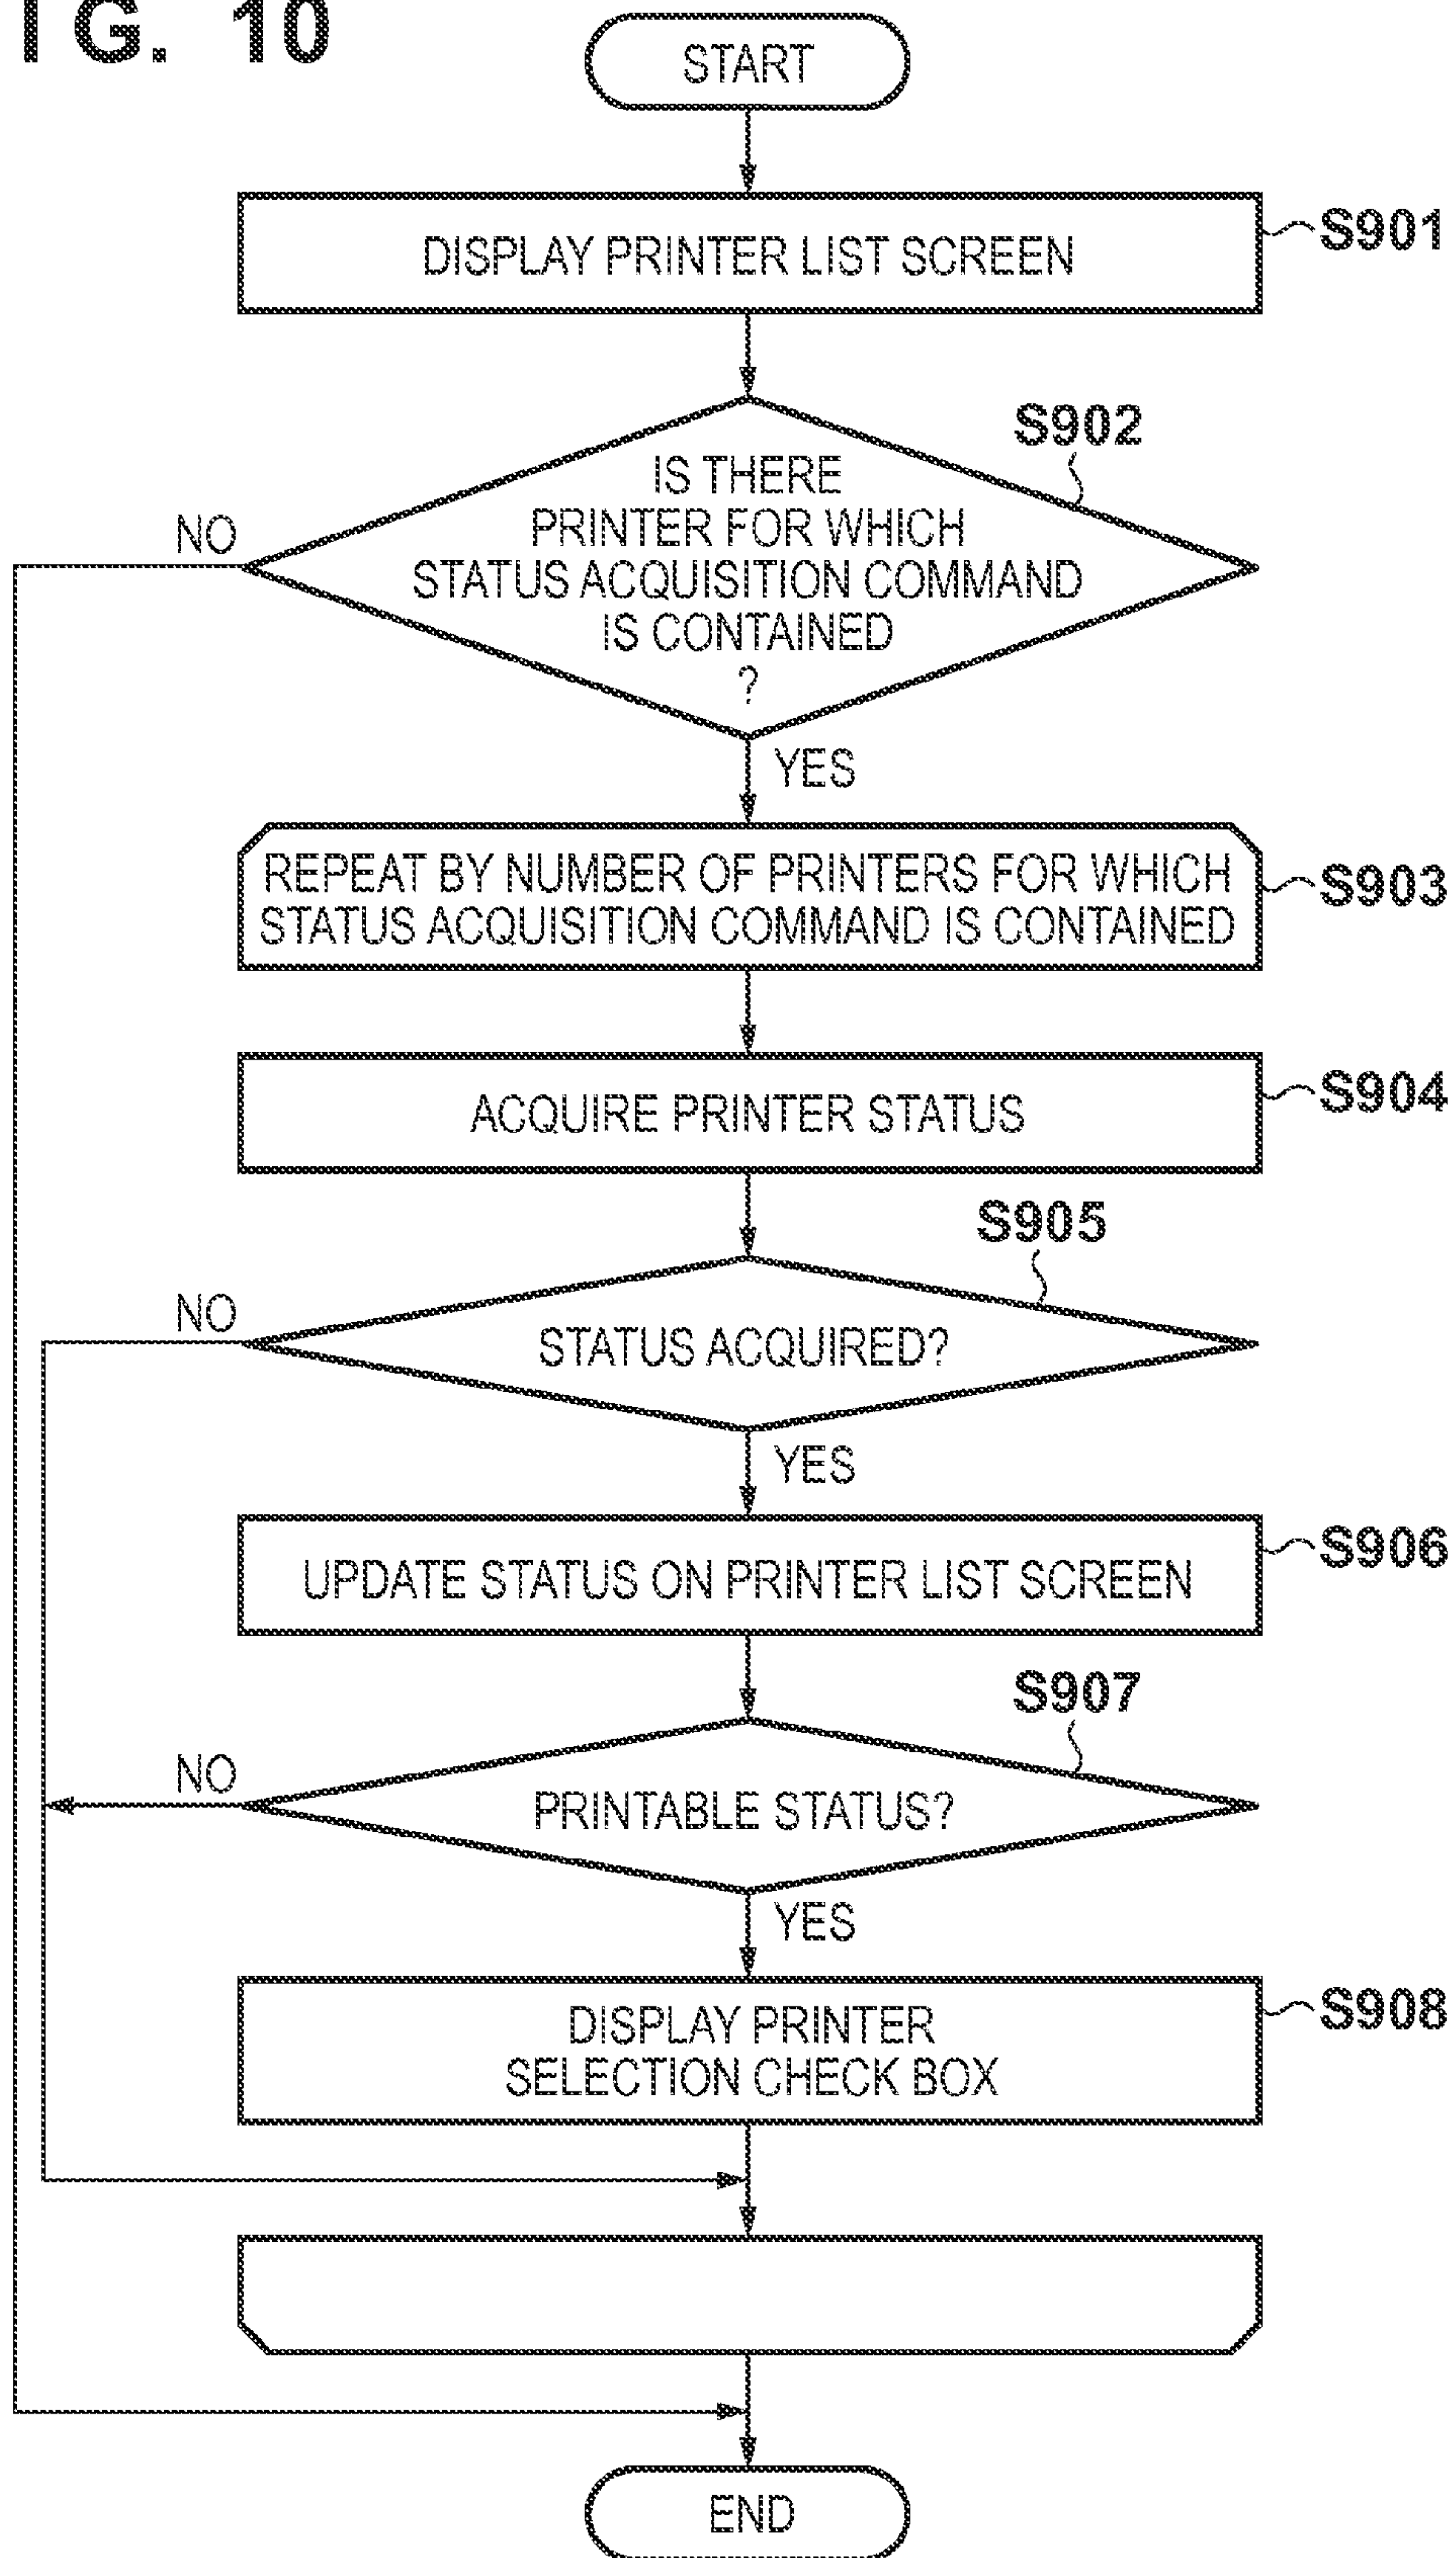 IG. 10
START
DISPLAY PRINTER LIST SCREEN
S901
S902
IS THERE
PRINTER FOR WHICH
STATUS ACQUISITION COMMAND
IS CONTAINED
?
NO
YES
REPEAT BY NUMBER OF PRINTERS FOR WHICH
STATUS ACQUISITION COMMAND IS CONTAINED
S903
ACQUIRE PRINTER STATUS
S904
S905
NO
STATUS ACQUIRED?
YES
UPDATE STATUS ON PRINTER LIST SCREEN
S906
S907
NO
PRINTABLE STATUS?
YES
DISPLAY PRINTER
SELECTION CHECK BOX
S908
END